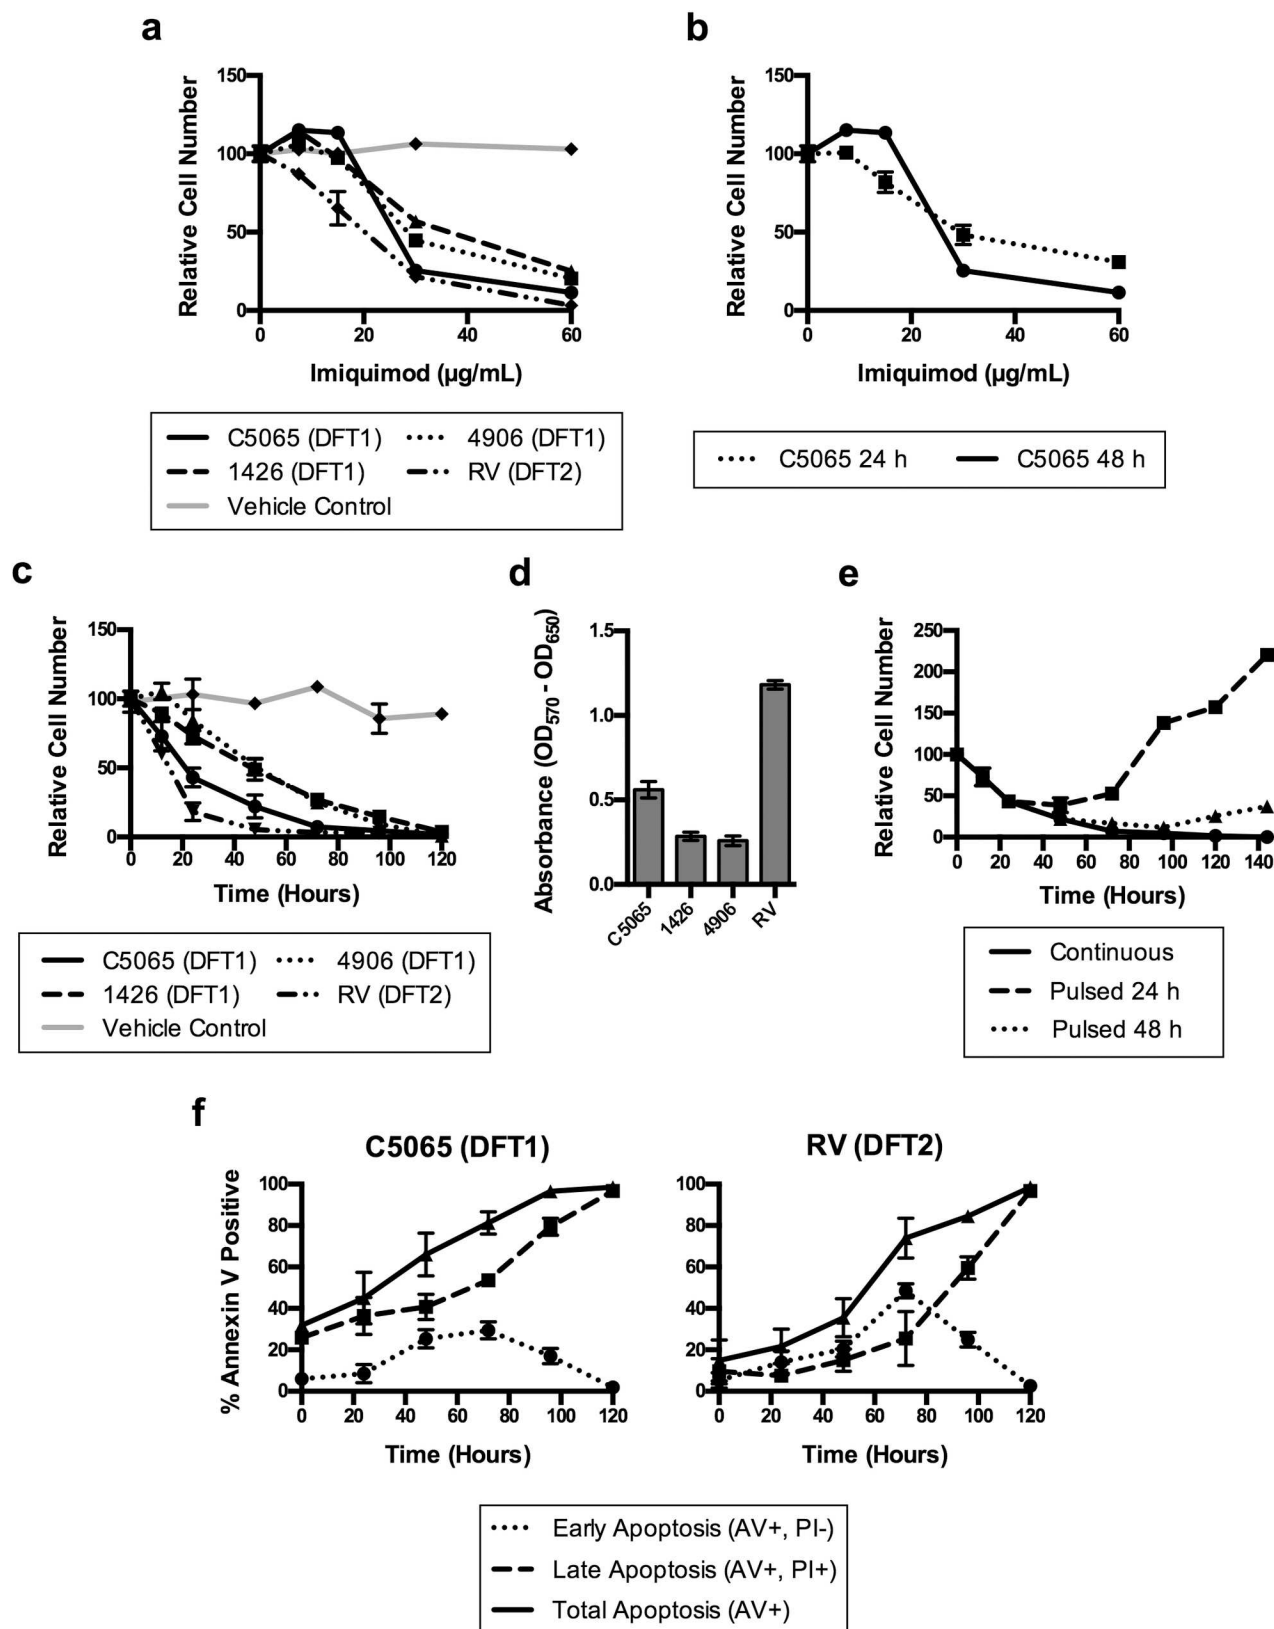 a
150
100
50
0
Relative Cell Number
0 20 40 60
Imiquimod (µg/mL)
C5065 (DFT1) 4906 (DFT1)
1426 (DFT1) RV (DFT2)
Vehicle Control
b
150
100
50
0
Relative Cell Number
0 20 40 60
Imiquimod (µg/mL)
C5065 24 h C5065 48 h
c
150
100
50
0
Relative Cell Number
0 20 40 60 80 100 120
Time (Hours)
C5065 (DFT1) 4906 (DFT1)
1426 (DFT1) RV (DFT2)
Vehicle Control
d
1.5
1.0
0.5
0.0
Absorbance (OD570 - OD650)
C5065 1426 4906 RV
e
250
200
150
100
50
0
Relative Cell Number
0 20 40 60 80 100 120 140
Time (Hours)
Continuous
Pulsed 24 h
Pulsed 48 h
f
C5065 (DFT1)
100
80
60
40
20
0
% Annexin V Positive
0 20 40 60 80 100 120
Time (Hours)
RV (DFT2)
100
80
60
40
20
0
0 20 40 60 80 100 120
Time (Hours)
Early Apoptosis (AV+, PI-)
Late Apoptosis (AV+, PI+)
Total Apoptosis (AV+)